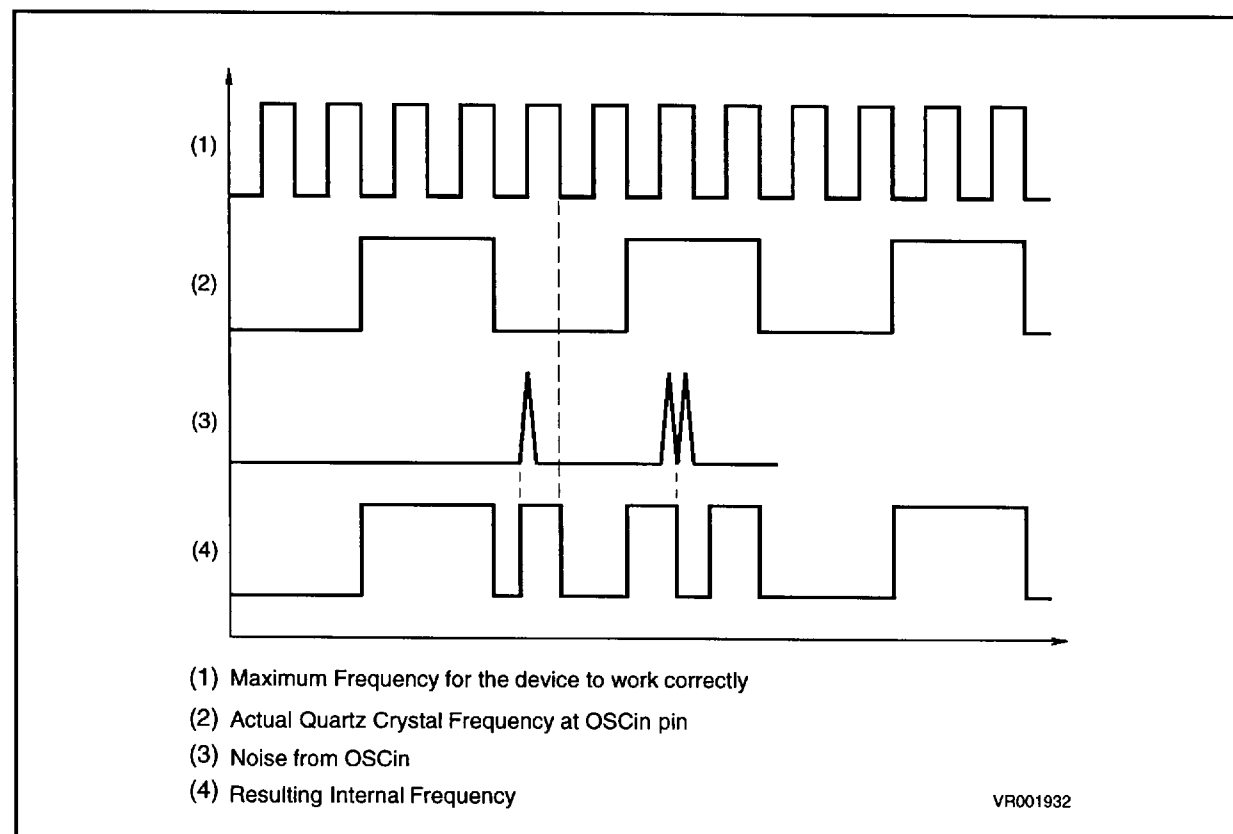 (1)
(2)
(3)
(4)
(1) Maximum Frequency for the device to work correctly
(2) Actual Quartz Crystal Frequency at OSCin pin
(3) Noise from OSCin
(4) Resulting Internal Frequency
VR001932